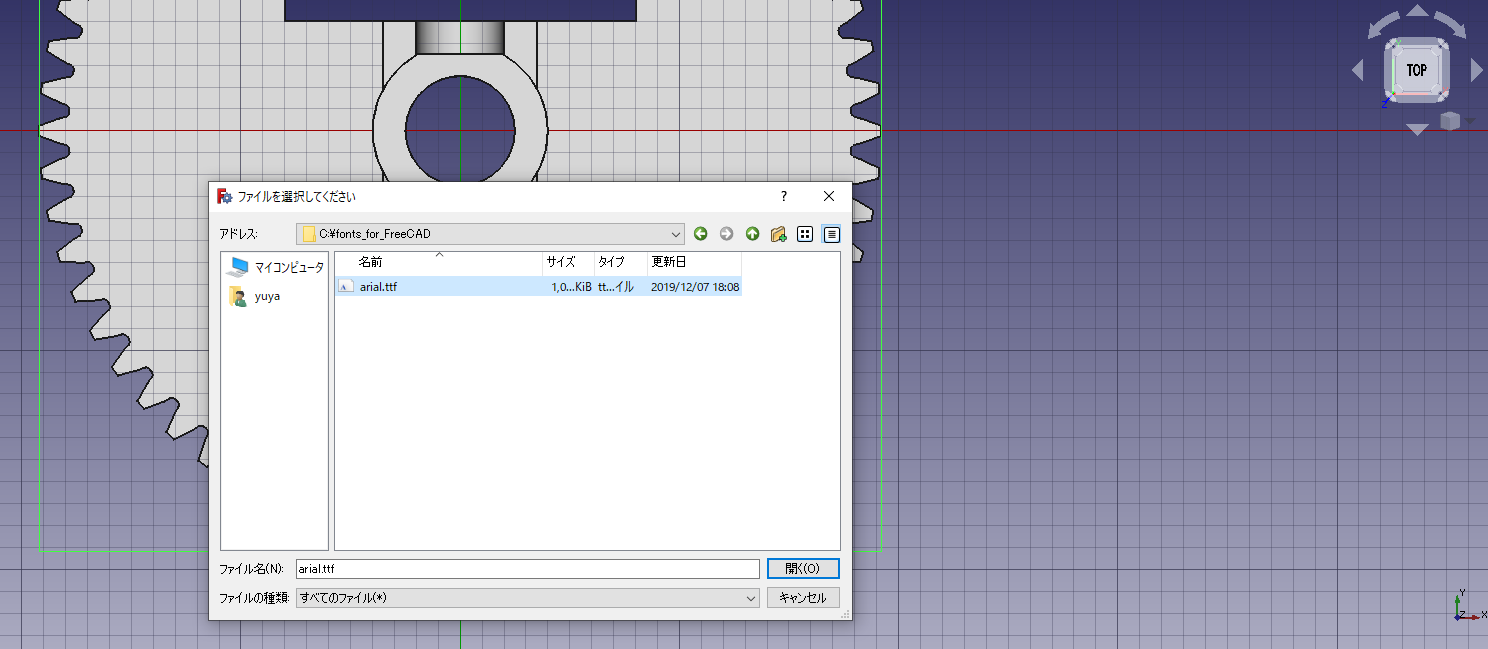 TOP
Z
ファイルを選択してください
?
アドレス:
C:¥fonts_for_FreeCAD
マイコンピュータ
yuya
名前 サイズ タイプ 更新日
arial.ttf 1,0...KiB tt...イル 2019/12/07 18:08
ファイル名(N): arial.ttf 開く(O)
ファイルの種類: すべてのファイル(*) キャンセル
Y
Z X